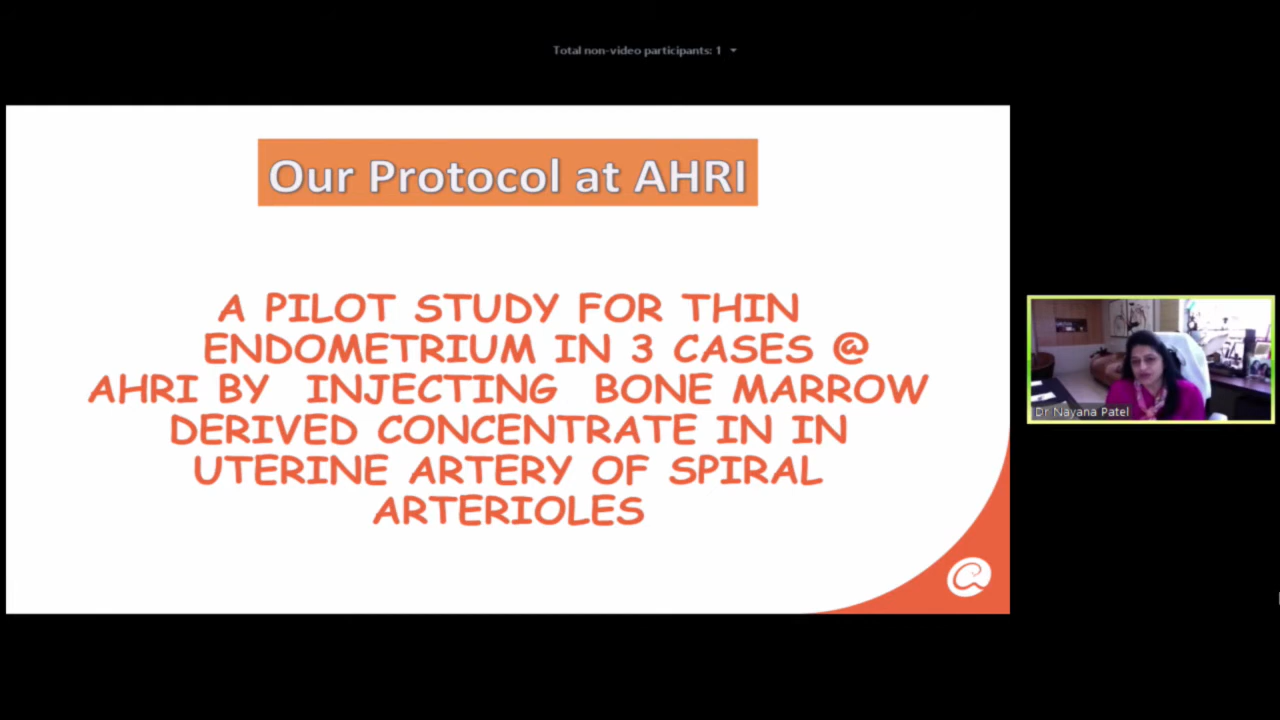 Total non-video participants: 1
Our Protocol at AHRI
A PILOT STUDY FOR THIN
ENDOMETRIUM IN 3 CASES @
AHRI BY INJECTING BONE MARROW
DERIVED CONCENTRATE IN IN
UTERINE ARTERY OF SPIRAL
ARTERIOLES
Dr Nayana Patel